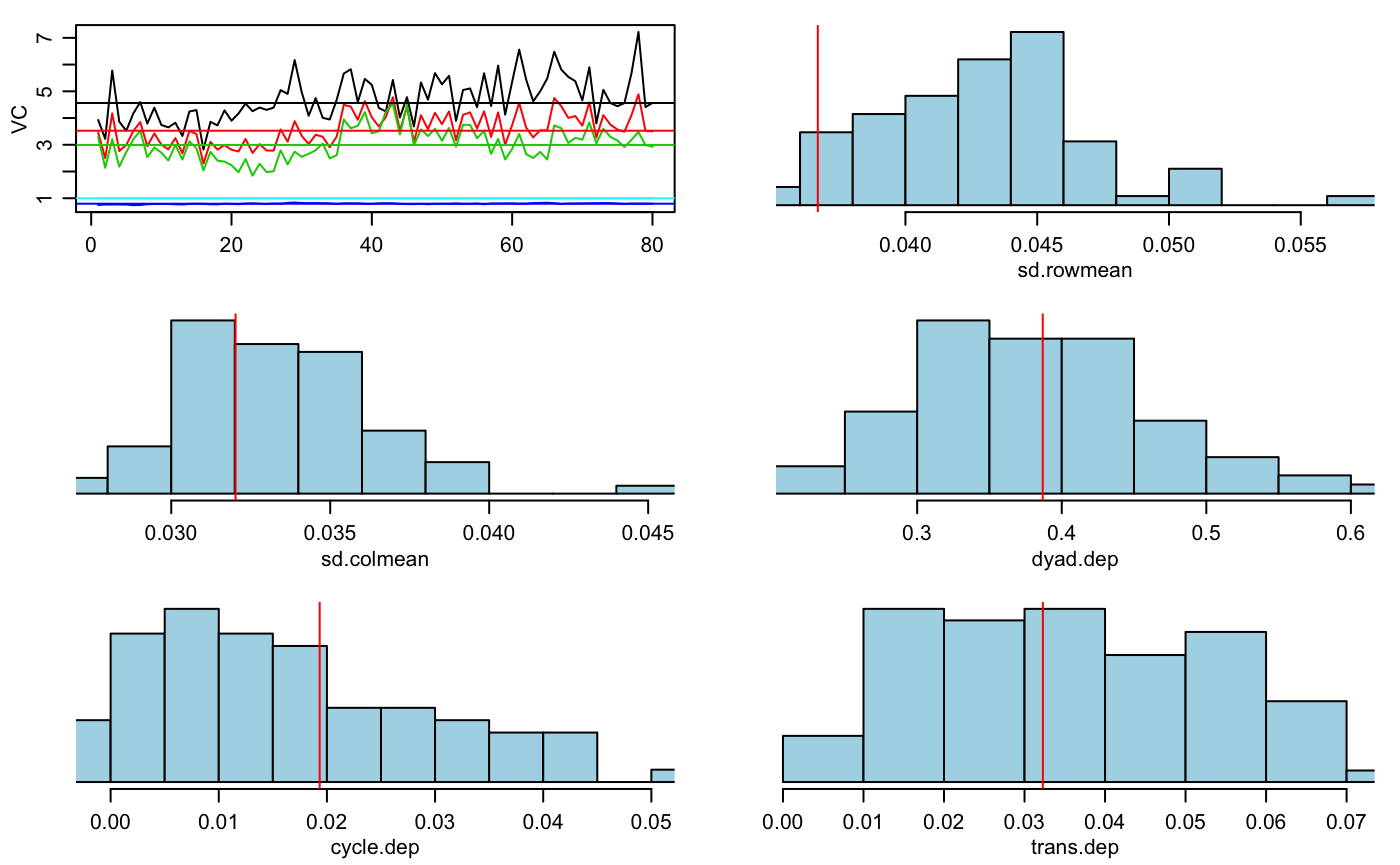 VC
7
5
3
1
0 20 40 60 80
0.040 0.045 0.050 0.055
sd.rowmean
0.030 0.035 0.040 0.045
sd.colmean
0.3 0.4 0.5 0.6
dyad.dep
0.00 0.01 0.02 0.03 0.04 0.05
cycle.dep
0.00 0.01 0.02 0.03 0.04 0.05 0.06 0.07
trans.dep